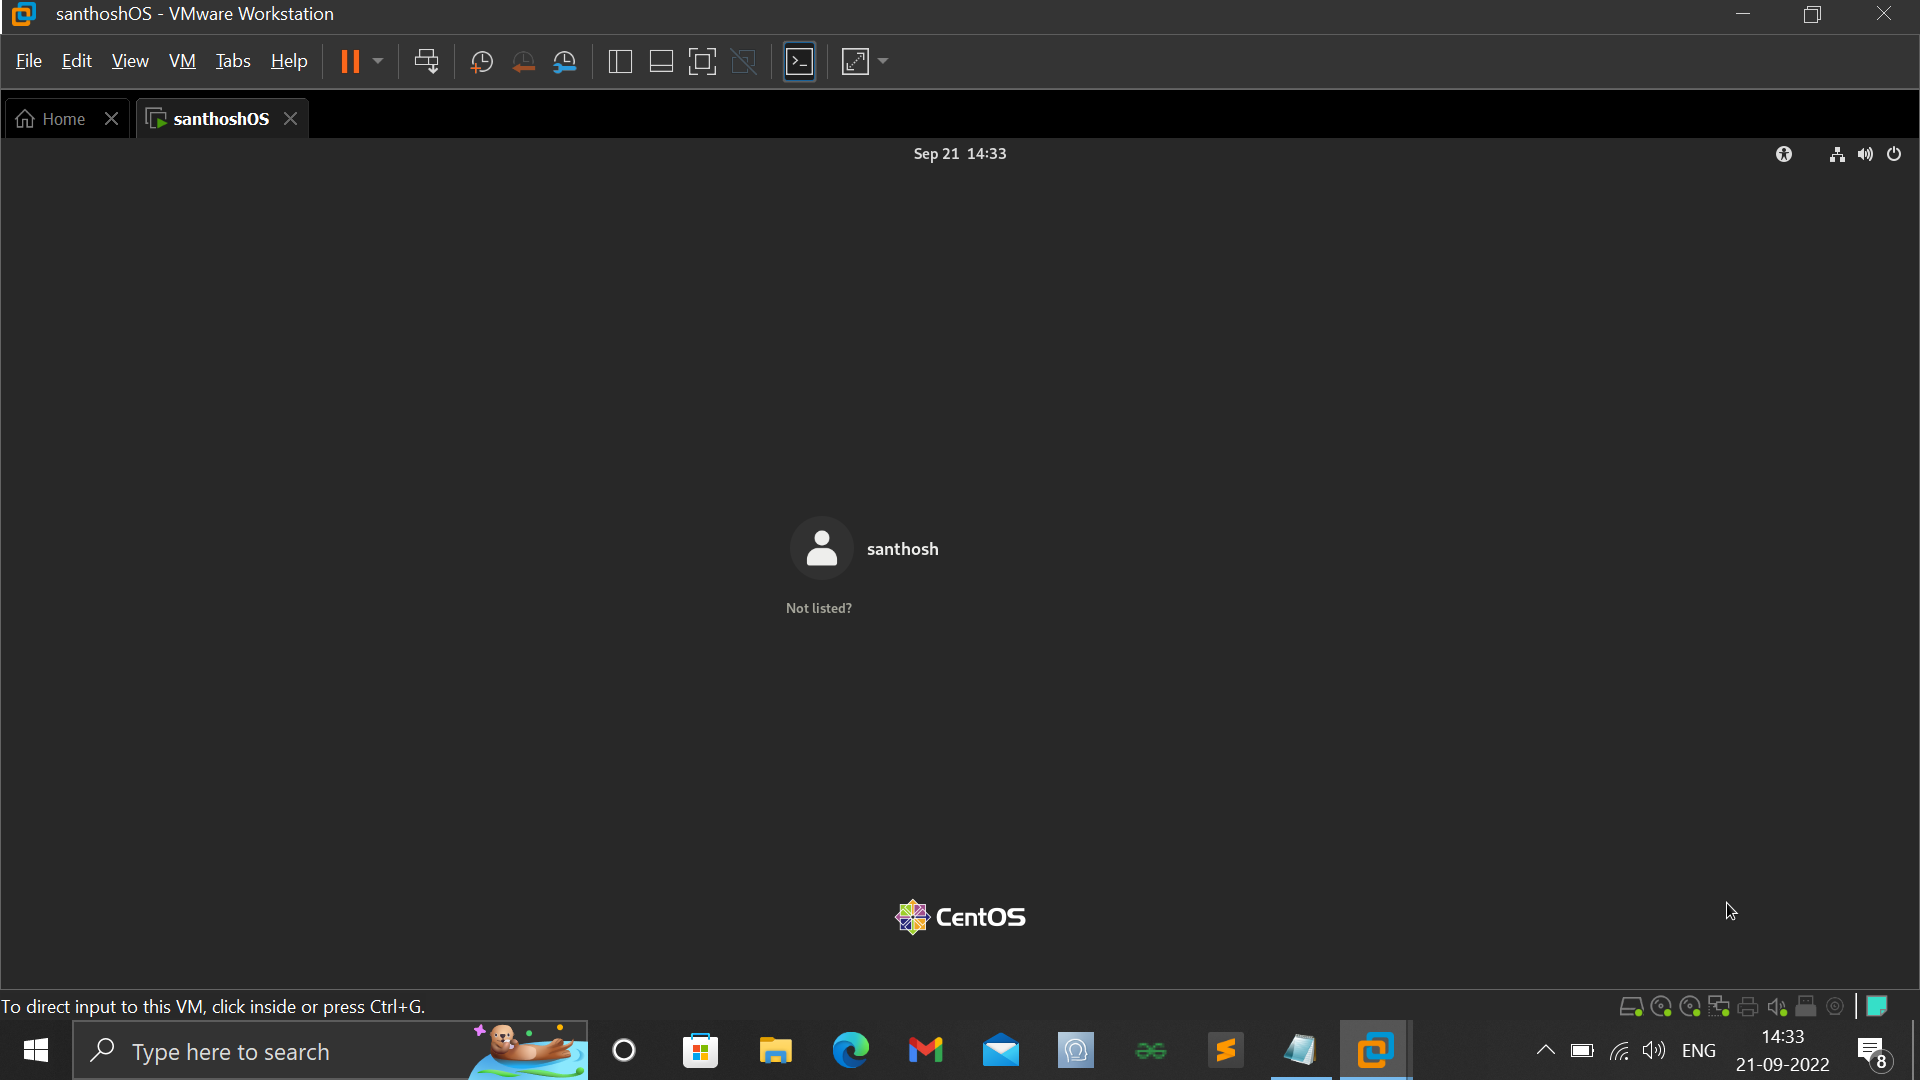 santhoshOS - VMware Workstation
File Edit View VM Tabs Help
Home santhoshOS
Sep 21 14:33
santhosh
Not listed?
CentOS
To direct input to this VM, click inside or press Ctrl+G.
Type here to search
ENG
14:33
21-09-2022
8